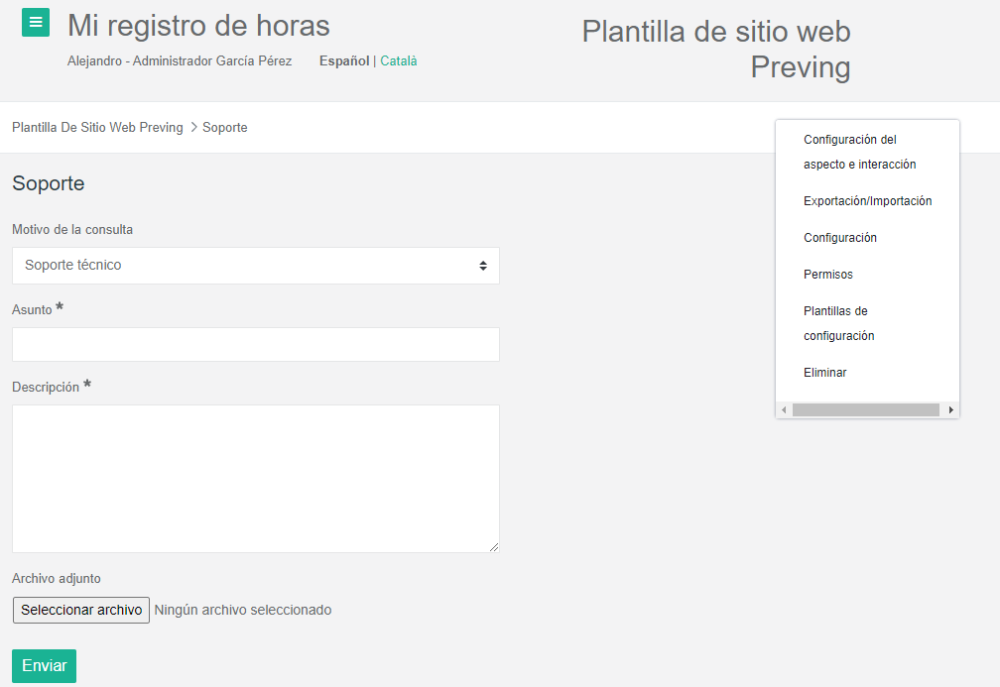 Mi registro de horas
Plantilla de sitio web
Preving
Alejandro - Administrador García Pérez Español | Català
Plantilla De Sitio Web Preving > Soporte
Configuración del
aspecto e interacción
Exportación/Importación
Configuración
Permisos
Plantillas de
configuración
Eliminar
Soporte
Motivo de la consulta
Soporte técnico
Asunto *
Descripción *
Archivo adjunto
Seleccionar archivo Ningún archivo seleccionado
Enviar